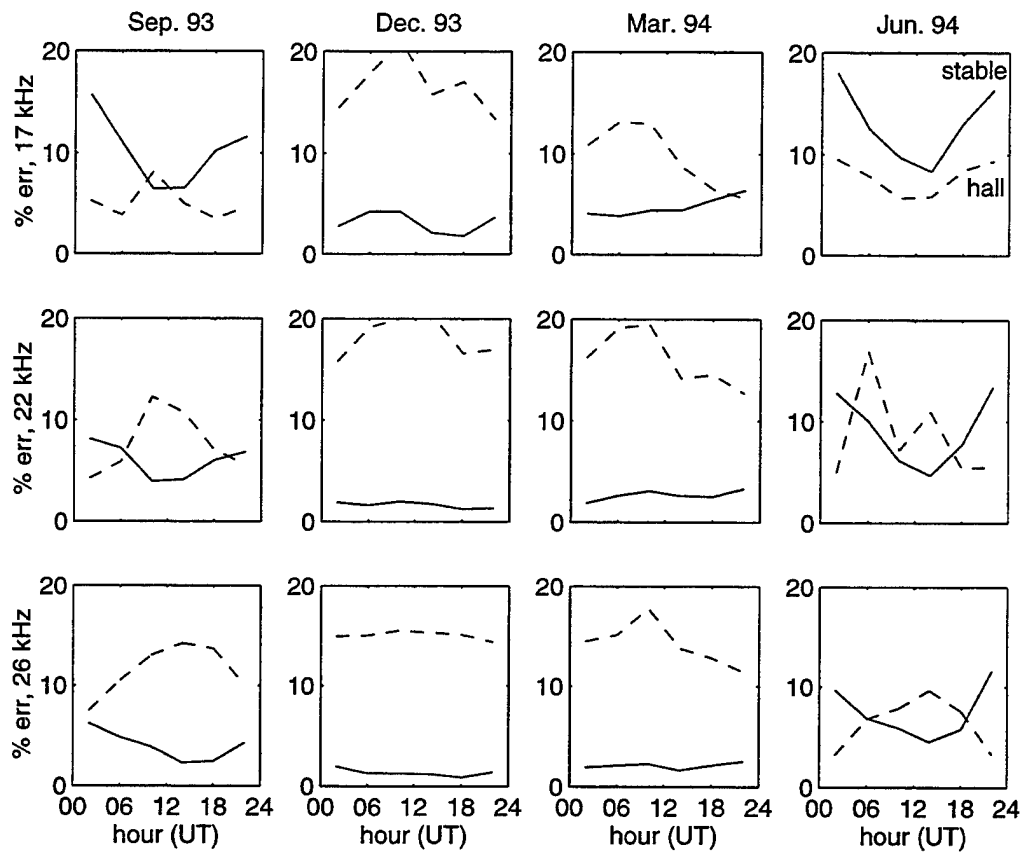 Sep. 93 Dec. 93 Mar. 94 Jun. 94
% err, 17 kHz
20 20 20 20
stable
10 10 10 10
hall
0 0 0 0
% err, 22 kHz
20 20 20 20
10 10 10 10
0 0 0 0
% err, 26 kHz
20 20 20 20
10 10 10 10
0 0 0 0
00 06 12 18 24 00 06 12 18 24 00 06 12 18 24 00 06 12 18 24
hour (UT) hour (UT) hour (UT) hour (UT)